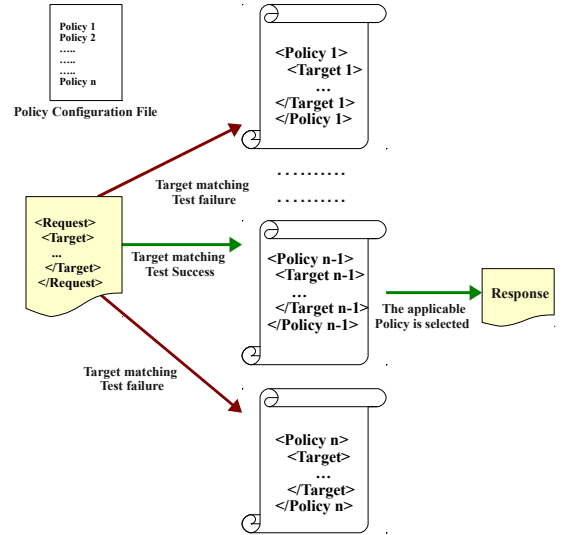 Policy 1
Policy 2
.....
.....
.....
Policy n
Policy Configuration File
<Policy 1>
<Target 1>
...
</Target 1>
</Policy 1>
Target matching
Test failure
..........
..........
<Request>
<Target>
...
</Target>
</Request>
Target matching
Test Success
<Policy n-1>
<Target n-1>
...
</Target n-1>
</Policy n-1>
The applicable
Policy is selected
Response
Target matching
Test failure
<Policy n>
<Target>
...
</Target>
</Policy n>